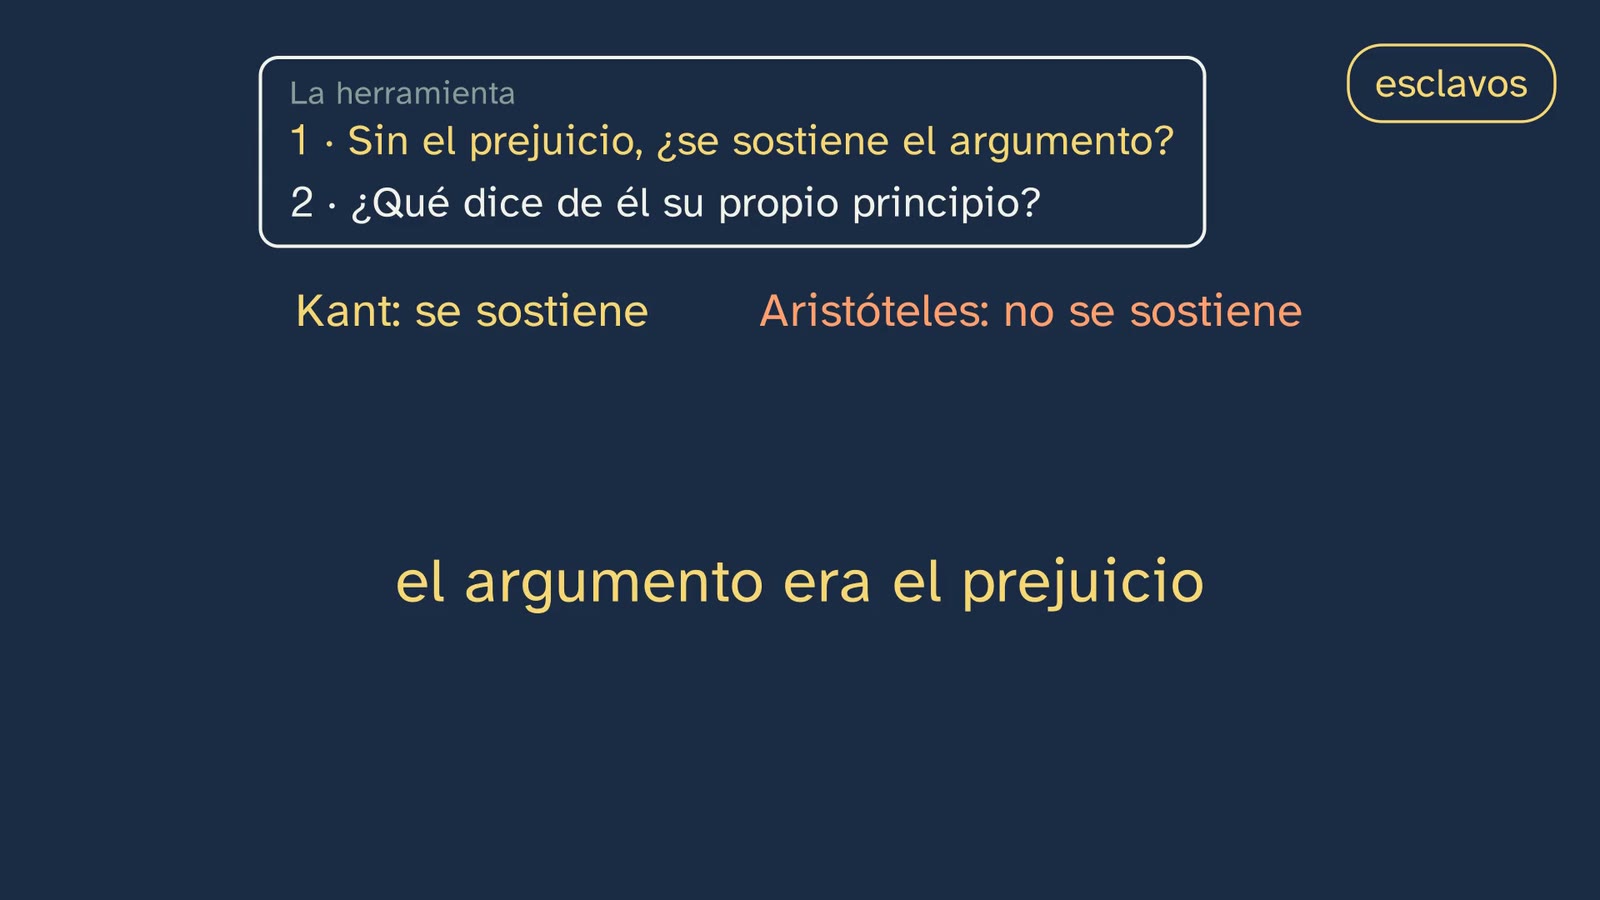 La herramienta
1 · Sin el prejuicio, ¿se sostiene el argumento?
2 · ¿Qué dice de él su propio principio?
esclavos
Kant: se sostiene
Aristóteles: no se sostiene
el argumento era el prejuicio